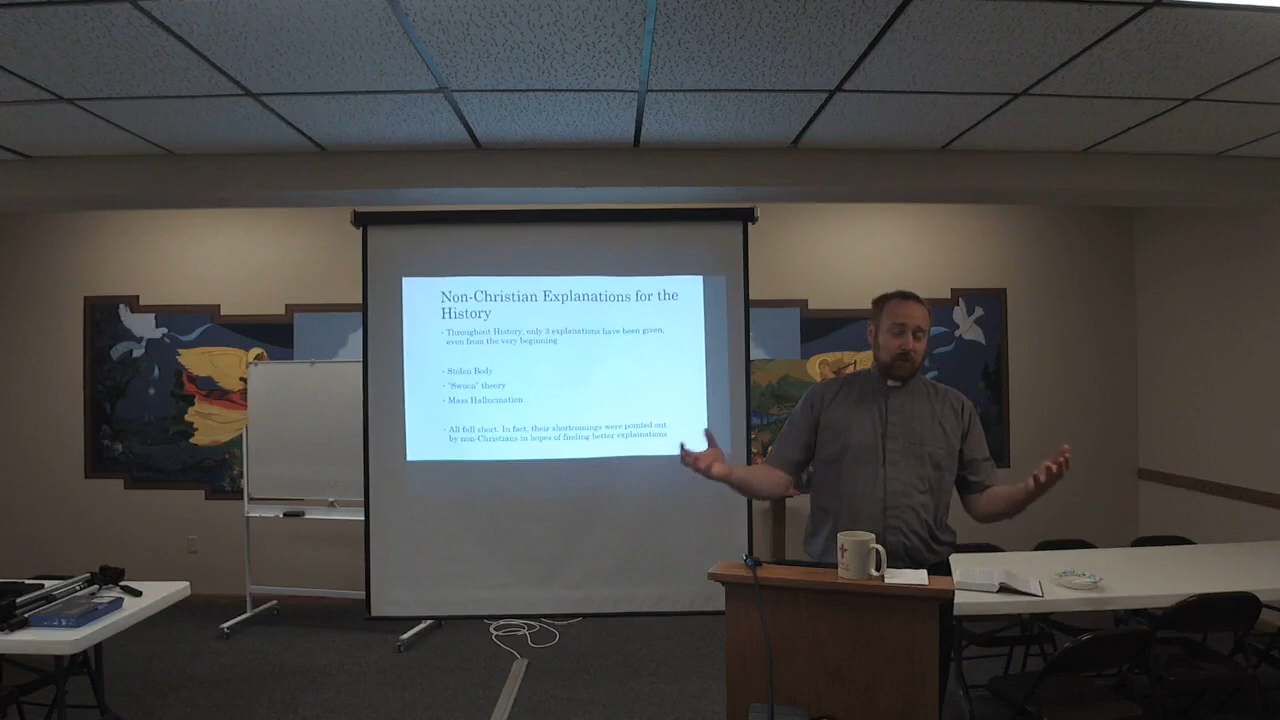 Non-Christian Explanations for the
History
· Throughout History, only 3 explanations have been given,
even from the very beginning
· Stolen Body
· "Swoon" theory
· Mass Hallucination
· All fall short. In fact, their shortcomings were pointed out
by non-Christians in hopes of finding better explainations